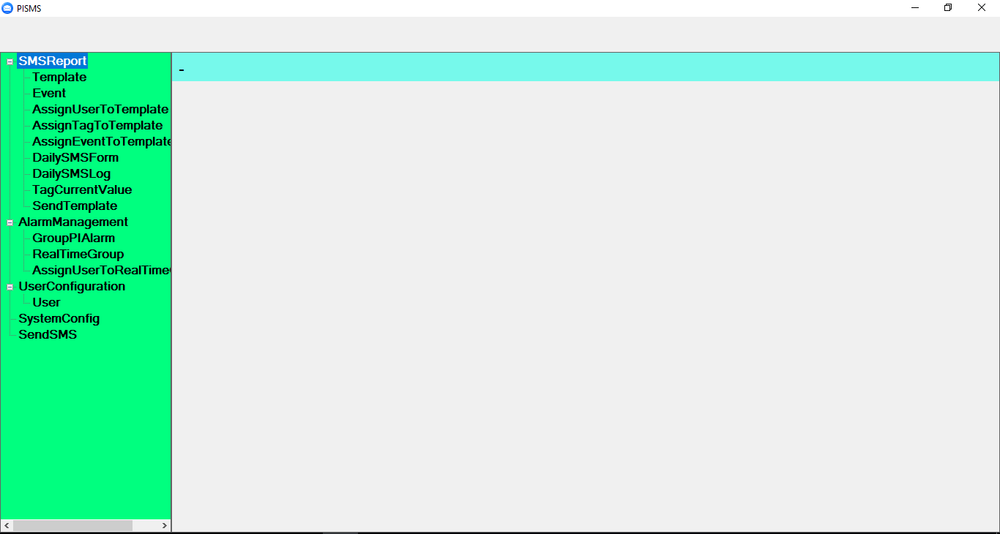 PISMS
SMSReport
Template
Event
AssignUserToTemplate
AssignTagToTemplate
AssignEventToTemplate
DailySMSForm
DailySMSLog
TagCurrentValue
SendTemplate
AlarmManagement
GroupPIAlarm
RealTimeGroup
AssignUserToRealTime
UserConfiguration
User
SystemConfig
SendSMS
-